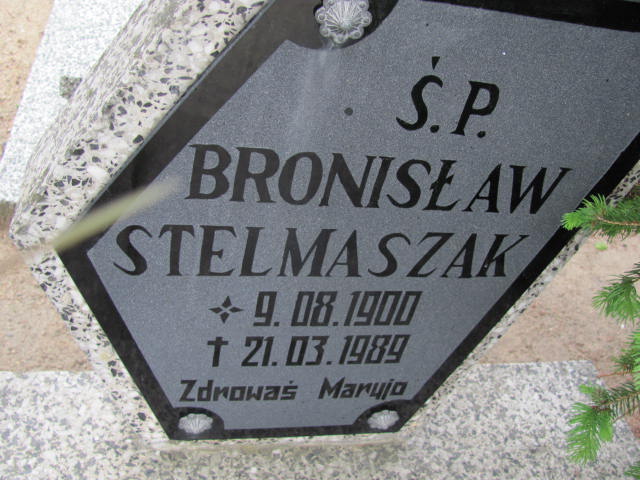 Ś.P.
BRONISŁAW
STELMASZAK
9.08.1900
† 21.03.1989
Zdrowaś Maryjo